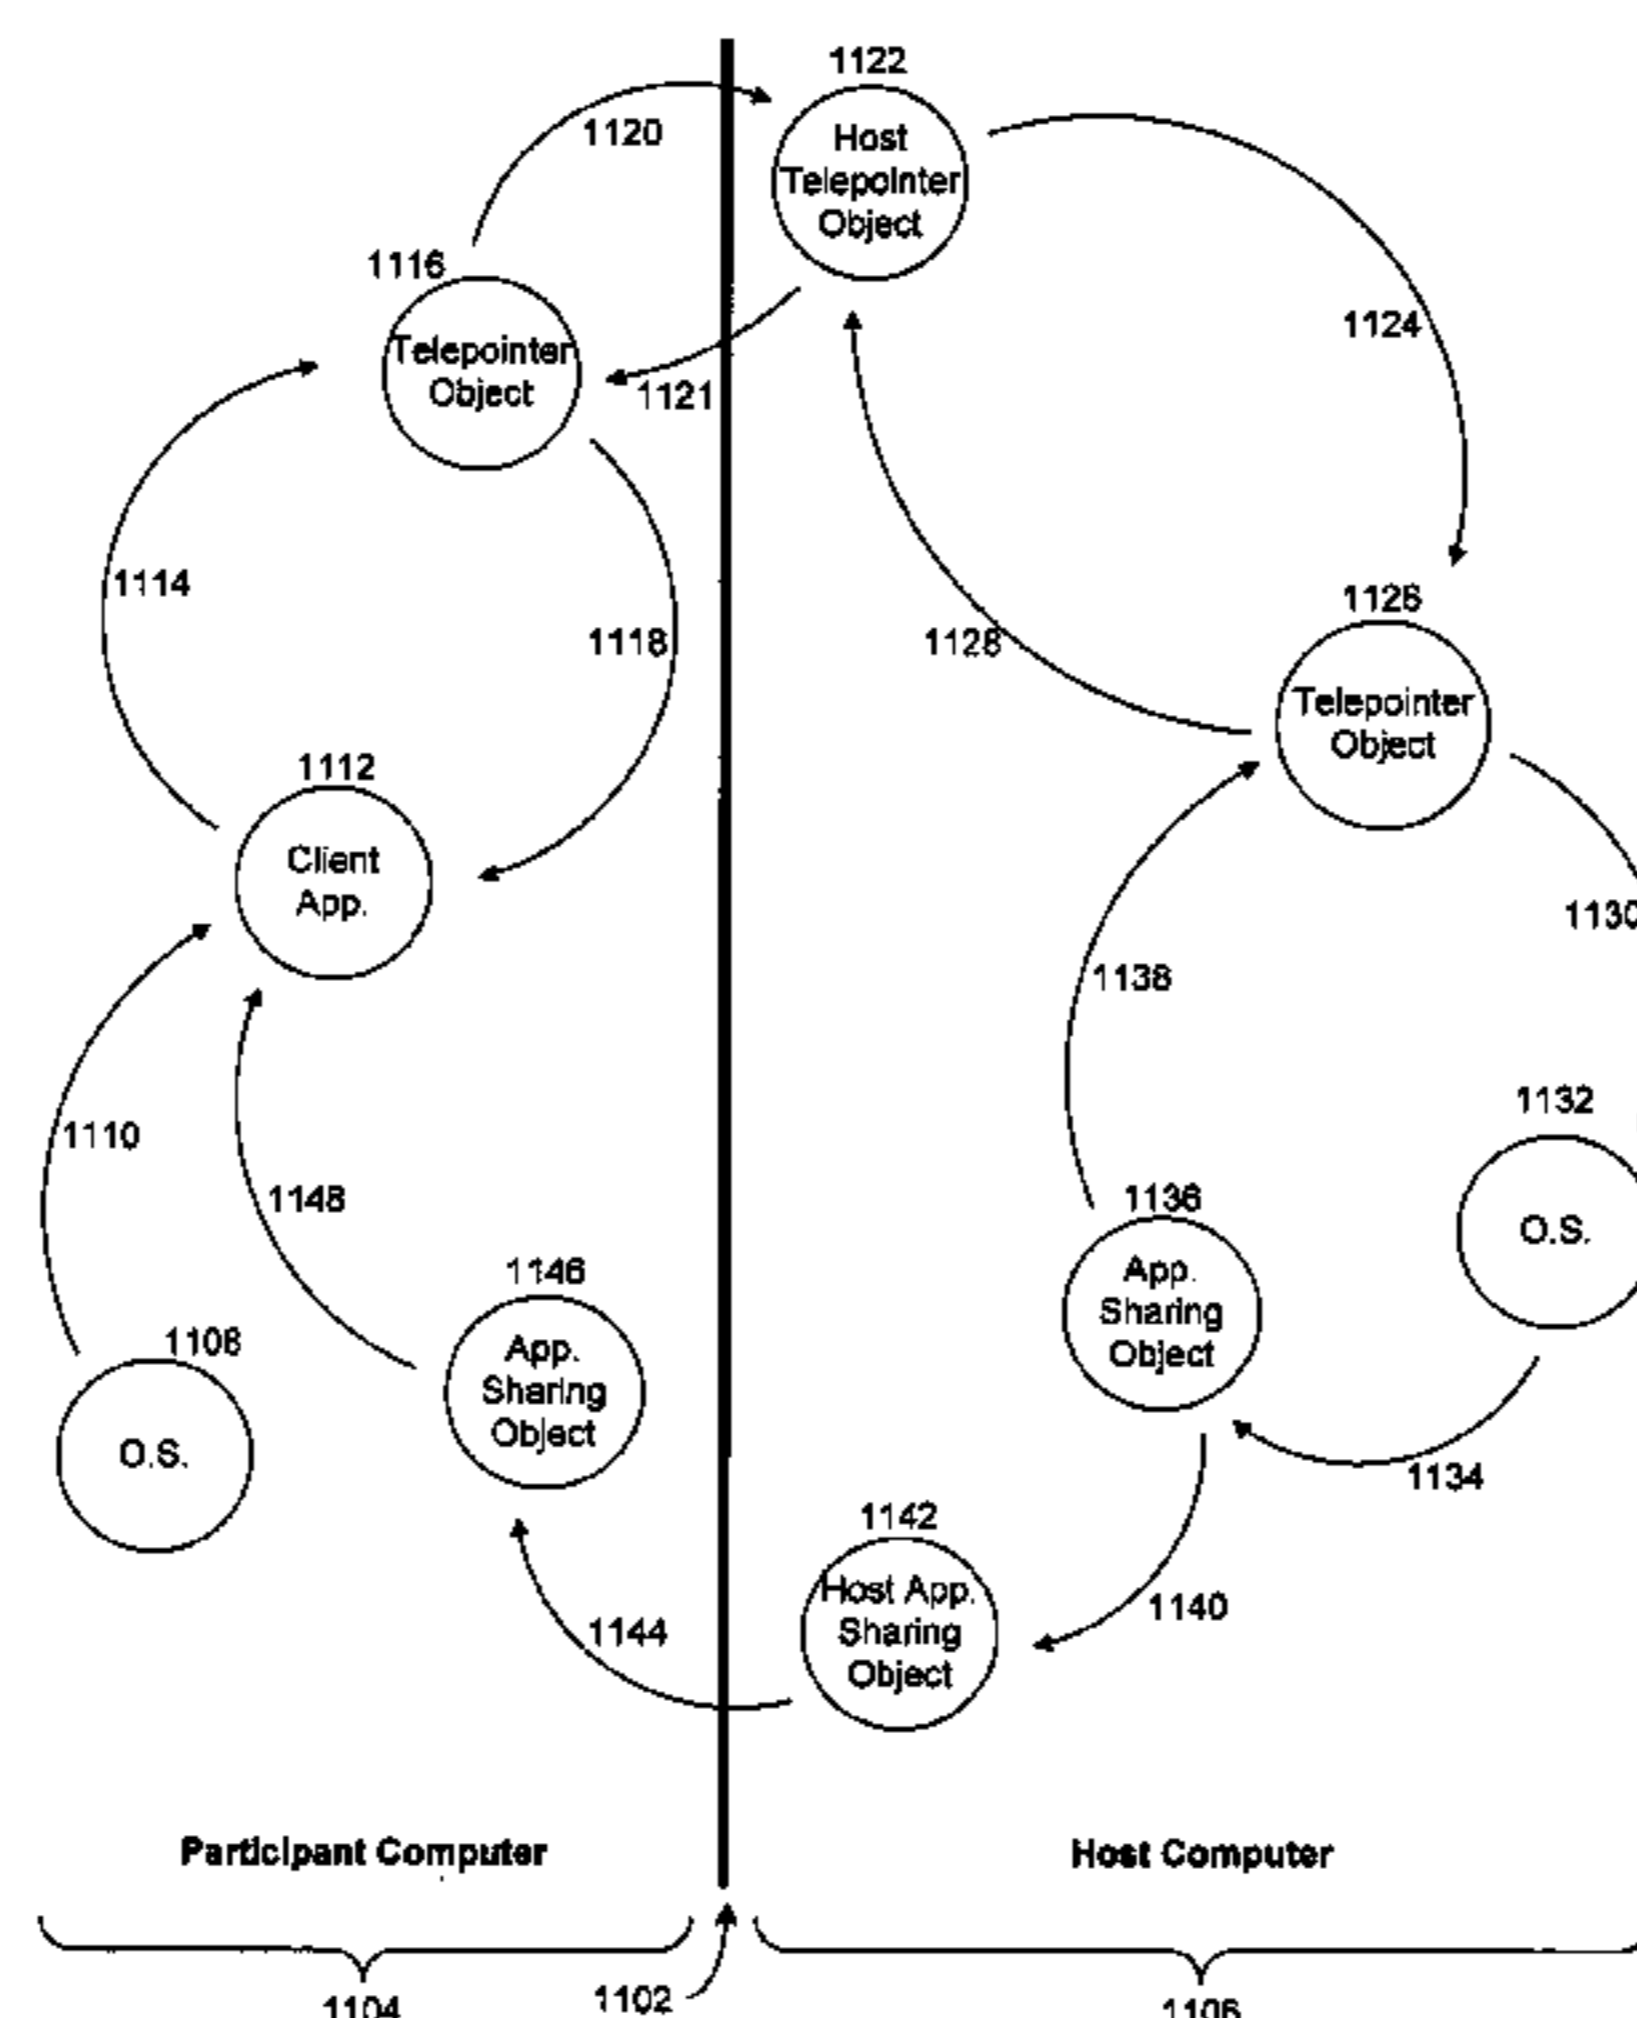 1122
1120
Host
Telepointer
Object
1116
Telepointer
Object
1121
1124
1114
1118
1128
1126
Telepointer
Object
1112
Client
App.
1130
1138
1110
1148
1132
O.S.
1136
App.
Sharing
Object
1146
App.
Sharing
Object
1108
O.S.
1134
1142
Host App.
Sharing
Object
1140
1144
Participant Computer
Host Computer
1104
1102
1106